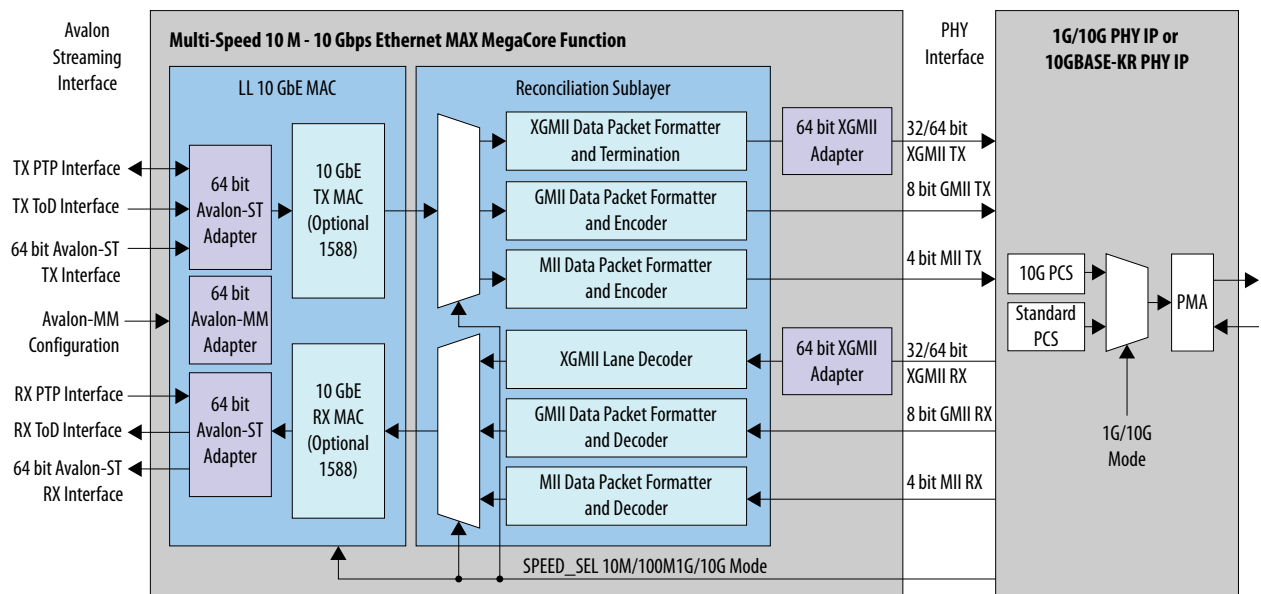 Avalon
Streaming
Interface
Multi-Speed 10 M - 10 Gbps Ethernet MAX MegaCore Function
PHY
Interface
1G/10G PHY IP or
10GBASE-KR PHY IP
LL 10 GbE MAC
Reconciliation Sublayer
TX PTP Interface
TX ToD Interface
64 bit Avalon-ST
TX Interface
Avalon-MM
Configuration
RX PTP Interface
RX ToD Interface
64 bit Avalon-ST
RX Interface
64 bit
Avalon-ST
Adapter
64 bit
Avalon-MM
Adapter
64 bit
Avalon-ST
Adapter
10 GbE
TX MAC
(Optional
1588)
10 GbE
RX MAC
(Optional
1588)
XGMII Data Packet Formatter
and Termination
GMII Data Packet Formatter
and Encoder
MII Data Packet Formatter
and Encoder
XGMII Lane Decoder
GMII Data Packet Formatter
and Decoder
MII Data Packet Formatter
and Decoder
64 bit XGMII
Adapter
64 bit XGMII
Adapter
32/64 bit
XGMII TX
8 bit GMII TX
4 bit MII TX
32/64 bit
XGMII RX
8 bit GMII RX
4 bit MII RX
10G PCS
Standard
PCS
PMA
1G/10G
Mode
SPEED_SEL 10M/100M1G/10G Mode